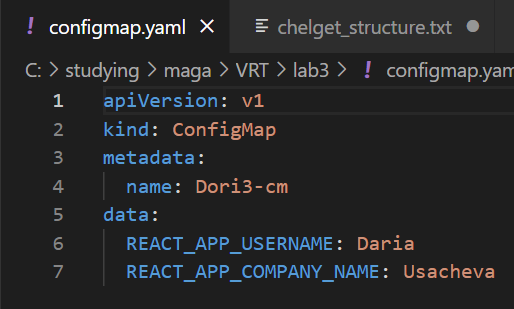 ! configmap.yaml × chelget_structure.txt
C: > studying > maga > VRT > lab3 > ! configmap.yam
1 apiVersion: v1
2 kind: ConfigMap
3 metadata:
4 name: Dori3-cm
5 data:
6 REACT_APP_USERNAME: Daria
7 REACT_APP_COMPANY_NAME: Usacheva